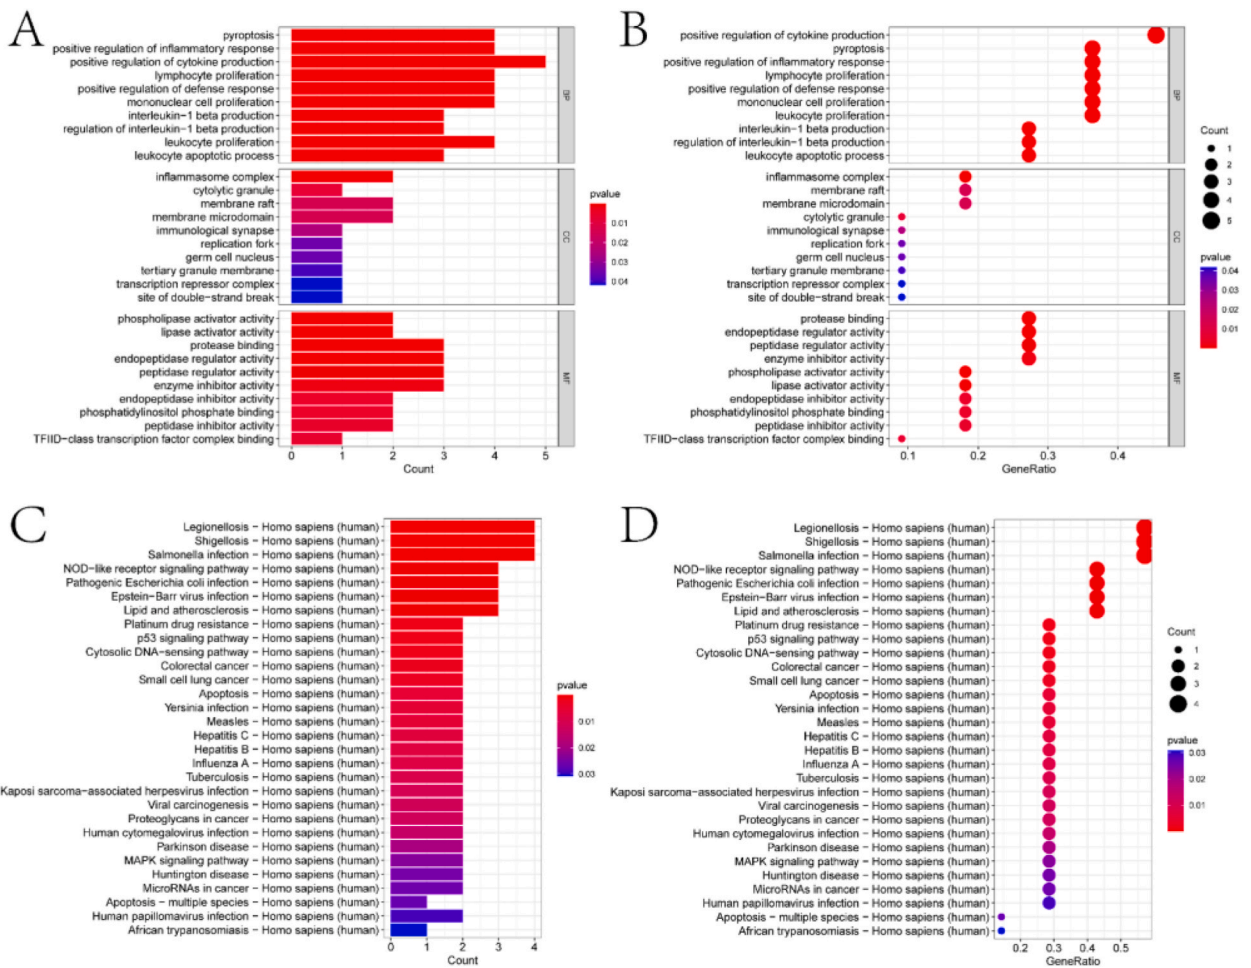 A
pyroptosis
positive regulation of inflammatory response
positive regulation of cytokine production
lymphocyte proliferation
positive regulation of defense response
mononuclear cell proliferation
interleukin−1 beta production
regulation of interleukin−1 beta production
leukocyte proliferation
leukocyte apoptotic process
BP
inflammasome complex
cytolytic granule
membrane raft
membrane microdomain
immunological synapse
replication fork
germ cell nucleus
tertiary granule membrane
transcription repressor complex
site of double−strand break
CC
phospholipase activator activity
lipase activator activity
protease binding
endopeptidase regulator activity
peptidase regulator activity
enzyme inhibitor activity
endopeptidase inhibitor activity
phosphatidylinositol phosphate binding
peptidase inhibitor activity
TFIID−class transcription factor complex binding
MF
0 1 2 3 4 5
Count
pvalue
0.01
0.02
0.03
0.04
B
positive regulation of cytokine production
pyroptosis
positive regulation of inflammatory response
lymphocyte proliferation
positive regulation of defense response
mononuclear cell proliferation
leukocyte proliferation
interleukin−1 beta production
regulation of interleukin−1 beta production
leukocyte apoptotic process
BP
inflammasome complex
membrane raft
membrane microdomain
cytolytic granule
immunological synapse
replication fork
germ cell nucleus
tertiary granule membrane
transcription repressor complex
site of double−strand break
CC
protease binding
endopeptidase regulator activity
peptidase regulator activity
enzyme inhibitor activity
phospholipase activator activity
lipase activator activity
endopeptidase inhibitor activity
phosphatidylinositol phosphate binding
peptidase inhibitor activity
TFIID−class transcription factor complex binding
MF
0.1 0.2 0.3 0.4
GeneRatio
Count
1
2
3
4
5
pvalue
0.04
0.03
0.02
0.01
C
Legionellosis − Homo sapiens (human)
Shigellosis − Homo sapiens (human)
Salmonella infection − Homo sapiens (human)
NOD−like receptor signaling pathway − Homo sapiens (human)
Pathogenic Escherichia coli infection − Homo sapiens (human)
Epstein−Barr virus infection − Homo sapiens (human)
Lipid and atherosclerosis − Homo sapiens (human)
Platinum drug resistance − Homo sapiens (human)
p53 signaling pathway − Homo sapiens (human)
Cytosolic DNA−sensing pathway − Homo sapiens (human)
Colorectal cancer − Homo sapiens (human)
Small cell lung cancer − Homo sapiens (human)
Apoptosis − Homo sapiens (human)
Yersinia infection − Homo sapiens (human)
Measles − Homo sapiens (human)
Hepatitis C − Homo sapiens (human)
Hepatitis B − Homo sapiens (human)
Influenza A − Homo sapiens (human)
Tuberculosis − Homo sapiens (human)
Kaposi sarcoma−associated herpesvirus infection − Homo sapiens (human)
Viral carcinogenesis − Homo sapiens (human)
Proteoglycans in cancer − Homo sapiens (human)
Human cytomegalovirus infection − Homo sapiens (human)
Parkinson disease − Homo sapiens (human)
MAPK signaling pathway − Homo sapiens (human)
Huntington disease − Homo sapiens (human)
MicroRNAs in cancer − Homo sapiens (human)
Apoptosis − multiple species − Homo sapiens (human)
Human papillomavirus infection − Homo sapiens (human)
African trypanosomiasis − Homo sapiens (human)
0 1 2 3 4
Count
pvalue
0.01
0.02
0.03
D
Legionellosis − Homo sapiens (human)
Shigellosis − Homo sapiens (human)
Salmonella infection − Homo sapiens (human)
NOD−like receptor signaling pathway − Homo sapiens (human)
Pathogenic Escherichia coli infection − Homo sapiens (human)
Epstein−Barr virus infection − Homo sapiens (human)
Lipid and atherosclerosis − Homo sapiens (human)
Platinum drug resistance − Homo sapiens (human)
p53 signaling pathway − Homo sapiens (human)
Cytosolic DNA−sensing pathway − Homo sapiens (human)
Colorectal cancer − Homo sapiens (human)
Small cell lung cancer − Homo sapiens (human)
Apoptosis − Homo sapiens (human)
Yersinia infection − Homo sapiens (human)
Measles − Homo sapiens (human)
Hepatitis C − Homo sapiens (human)
Hepatitis B − Homo sapiens (human)
Influenza A − Homo sapiens (human)
Tuberculosis − Homo sapiens (human)
Kaposi sarcoma−associated herpesvirus infection − Homo sapiens (human)
Viral carcinogenesis − Homo sapiens (human)
Proteoglycans in cancer − Homo sapiens (human)
Human cytomegalovirus infection − Homo sapiens (human)
Parkinson disease − Homo sapiens (human)
MAPK signaling pathway − Homo sapiens (human)
Huntington disease − Homo sapiens (human)
MicroRNAs in cancer − Homo sapiens (human)
Human papillomavirus infection − Homo sapiens (human)
Apoptosis − multiple species − Homo sapiens (human)
African trypanosomiasis − Homo sapiens (human)
0.2 0.3 0.4 0.5
GeneRatio
Count
1
2
3
4
pvalue
0.03
0.02
0.01